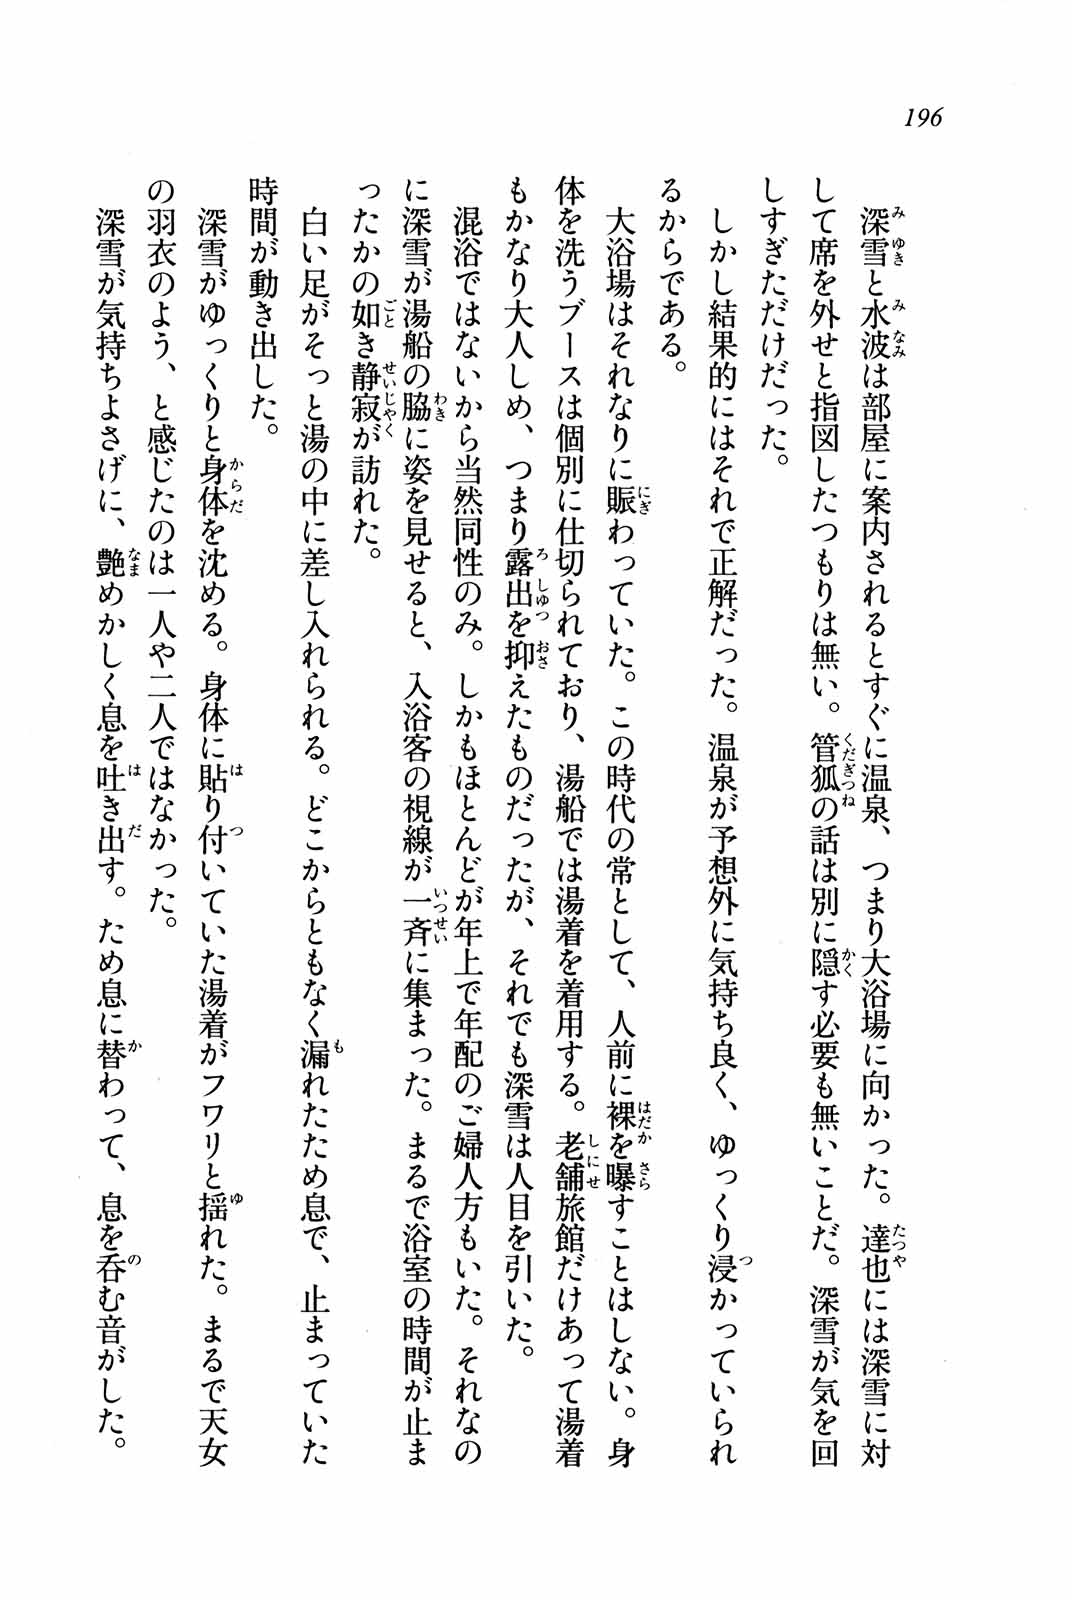 196
深雪と水波は部屋に案内されるとすぐに温泉、つまり大浴場に向かった。達也には深雪に対
して席を外せと指図したつもりは無い。管狐の話は別に隠す必要も無いことだ。深雪が気を回
しすぎただけだった。
しかし結果的にはそれで正解だった。温泉が予想外に気持ち良く、ゆっくり浸かっていられ
るからである。
大浴場はそれなりに賑わっていた。この時代の常として、人前に裸を曝すことはしない。身
体を洗うブースは個別に仕切られており、湯船では湯着を着用する。老舗旅館だけあって湯着
もかなり大人しめ、つまり露出を抑えたものだったが、それでも深雪は人目を引いた。
混浴ではないから当然同性のみ。しかもほとんどが年上で年配のご婦人方もいた。それなの
に深雪が湯船の脇に姿を見せると、入浴客の視線が一斉に集まった。まるで浴室の時間が止ま
ったかの如き静寂が訪れた。
白い足がそっと湯の中に差し入れられる。どこからともなく漏れたため息で、止まっていた
時間が動き出した。
深雪がゆっくりと身体を沈める。身体に貼り付いていた湯着がフワリと揺れた。まるで天女
の羽衣のよう、と感じたのは一人や二人ではなかった。
深雪が気持ちよさげに、艶めかしく息を吐き出す。ため息に替わって、息を呑む音がした。